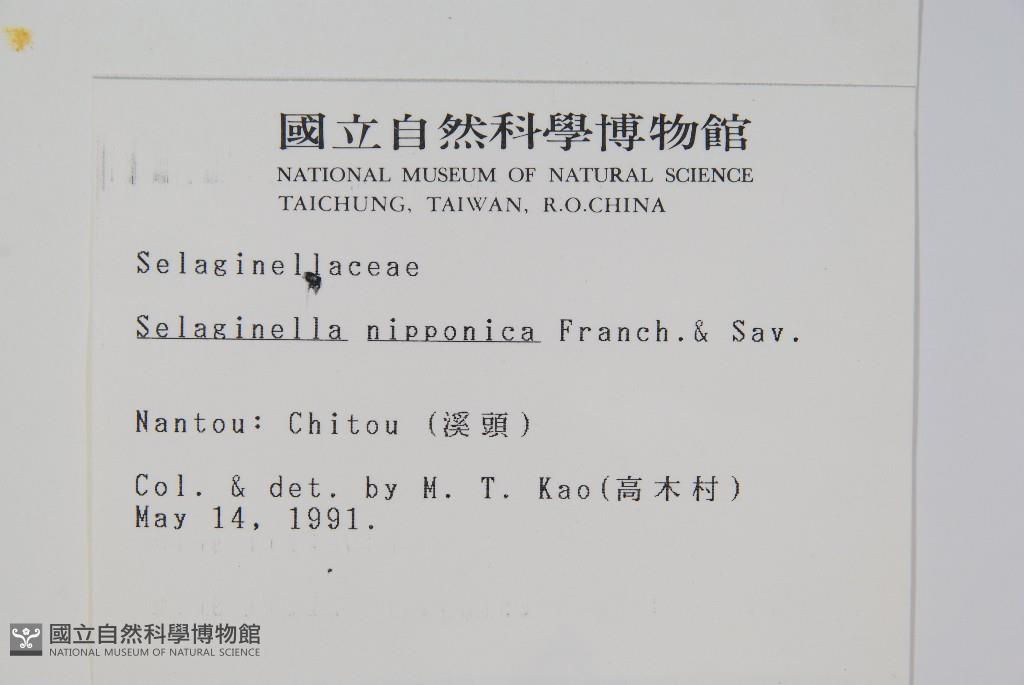 國立自然科學博物館
NATIONAL MUSEUM OF NATURAL SCIENCE
TAICHUNG, TAIWAN, R.O.CHINA
Selaginellaceae
Selaginella nipponica Franch.& Sav.
Nantou: Chitou (溪頭)
Col. & det. by M. T. Kao(高木村)
May 14, 1991.
國立自然科學博物館
NATIONAL MUSEUM OF NATURAL SCIENCE